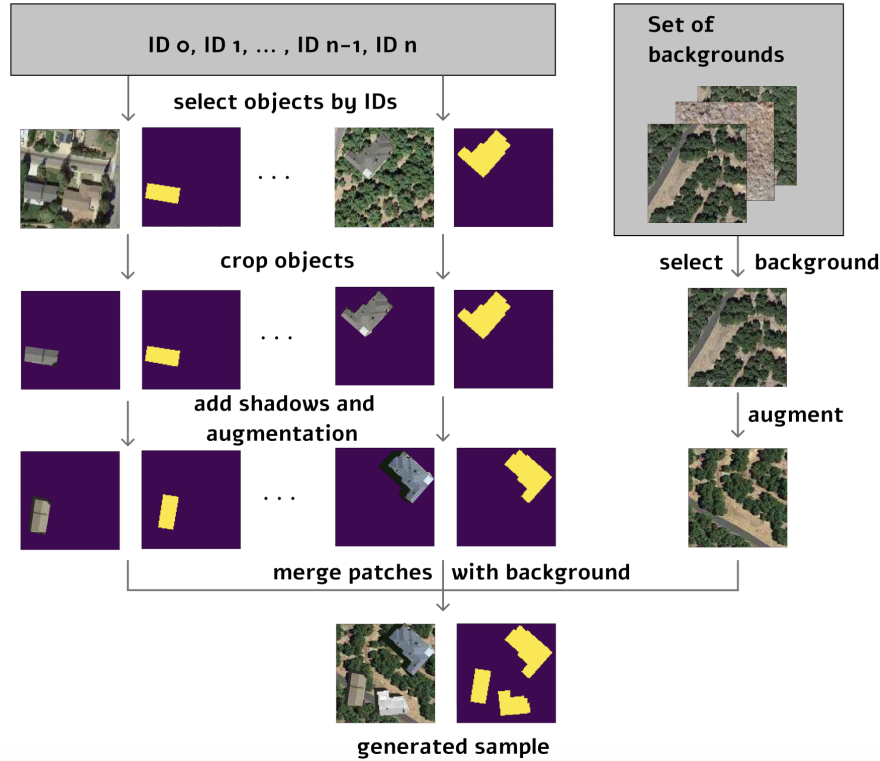 ID 0, ID 1, ... , ID n-1, ID n
Set of
backgrounds
select objects by IDs
. . .
crop objects
select background
. . .
add shadows and
augmentation
augment
. . .
merge patches with background
generated sample